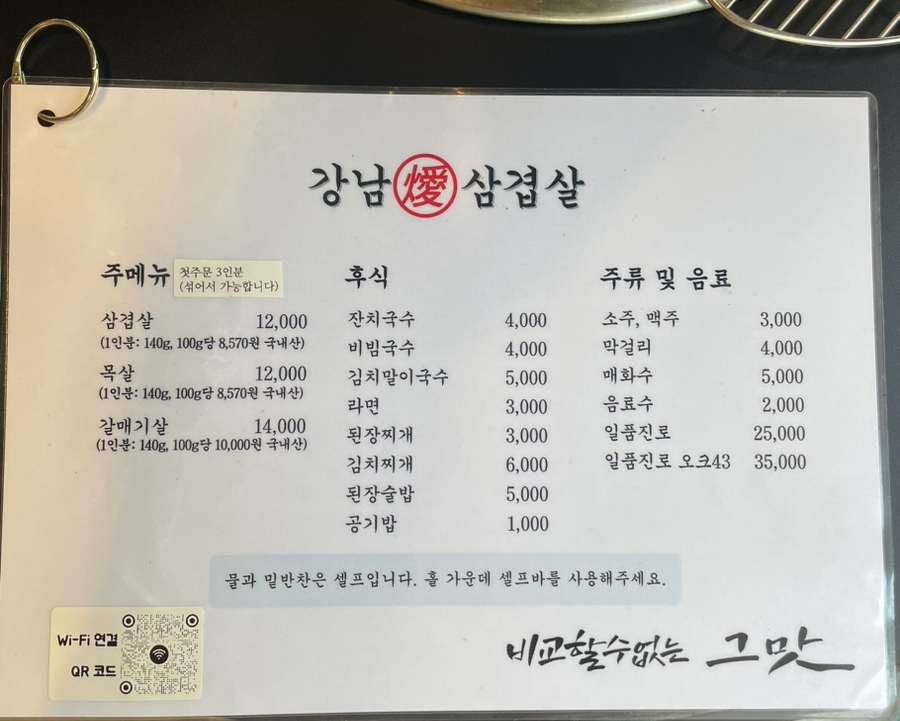 강남 燰 삼겹살
주메뉴
첫주문 3인분
(섞어서 가능합니다)
삼겹살 12,000
(1인분: 140g, 100g당 8,570원 국내산)
목살 12,000
(1인분: 140g, 100g당 8,570원 국내산)
갈매기살 14,000
(1인분: 140g, 100g당 10,000원 국내산)
후식
잔치국수 4,000
비빔국수 4,000
김치말이국수 5,000
라면 3,000
된장찌개 3,000
김치찌개 6,000
된장술밥 5,000
공기밥 1,000
주류 및 음료
소주, 맥주 3,000
막걸리 4,000
매화수 5,000
음료수 2,000
일품진로 25,000
일품진로 오크43 35,000
물과 밑반찬은 셀프입니다. 홀 가운데 셀프바를 사용해주세요.
Wi-Fi 연결
QR 코드
비교할수없는 그맛